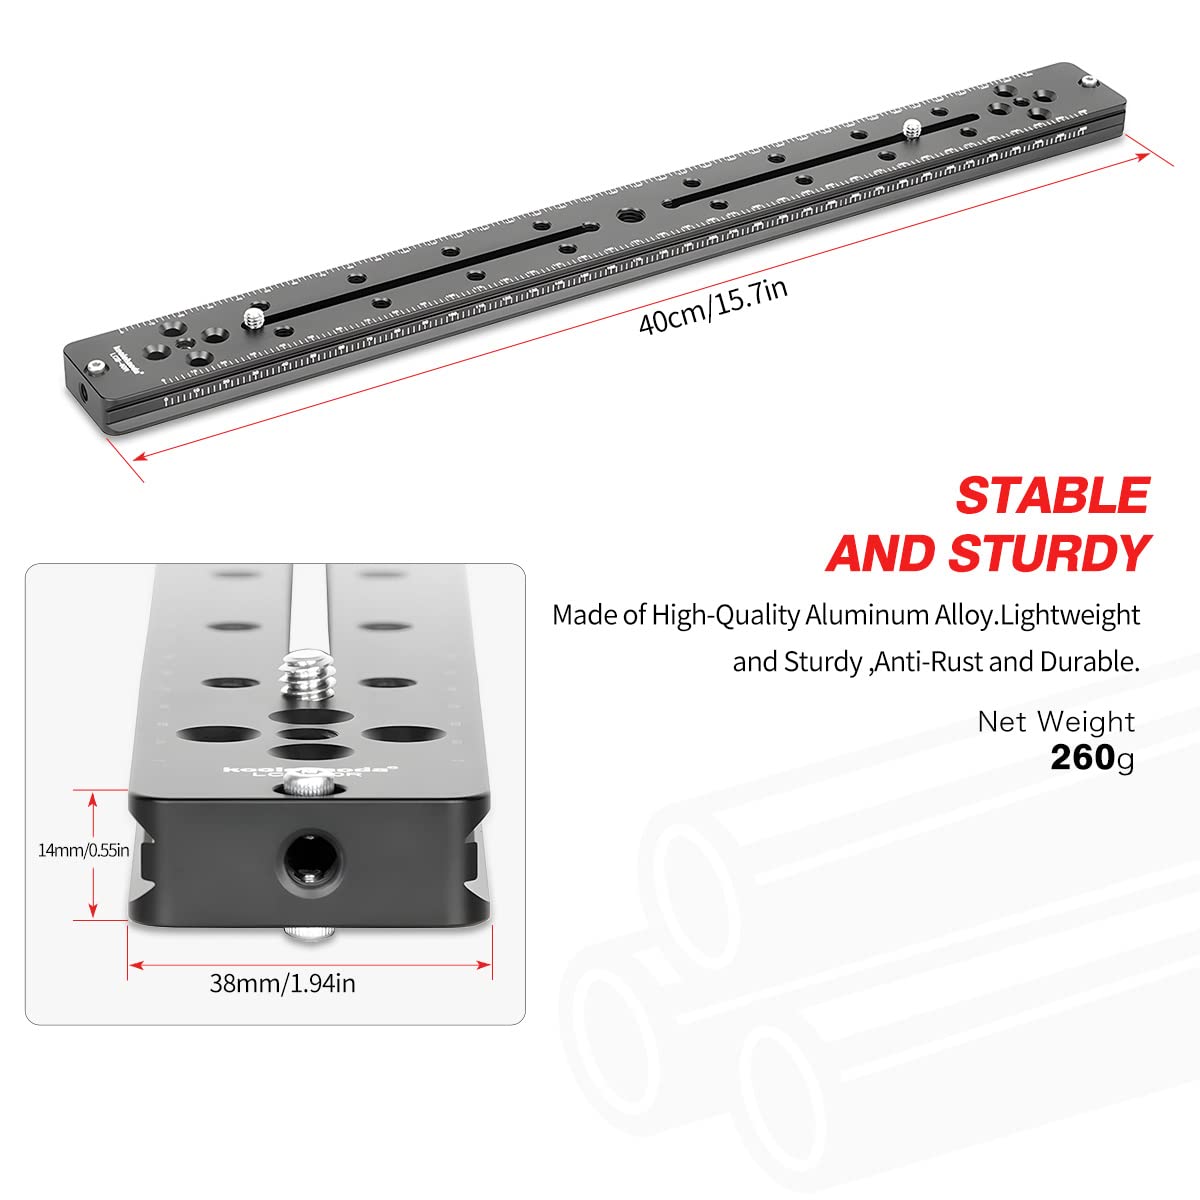 40cm/15.7in
STABLE
AND STURDY
Made of High-Quality Aluminum Alloy.Lightweight
and Sturdy ,Anti-Rust and Durable.
Net Weight
260g
14mm/0.55in
38mm/1.94in